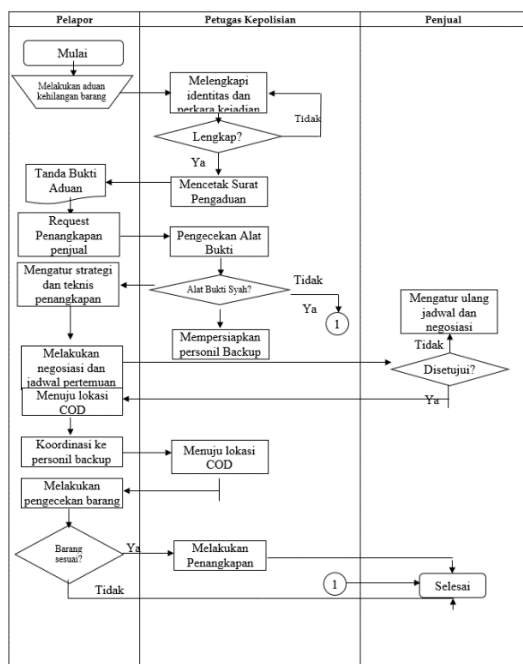 Pelapor
Petugas Kepolisian
Penjual
Mulai
Melakukan aduan
kehilangan barang
Melengkapi
identitas dan
perkara kejadian
Tidak
Lengkap?
Ya
Tanda Bukti
Aduan
Mencetak Surat
Pengaduan
Request
Penangkapan
penjual
Pengecekan Alat
Bukti
Mengatur strategi
dan teknis
penangkapan
Alat Bukti Syah?
Tidak
Ya
1
Mengatur ulang
jadwal dan
negosiasi
Mempersiapkan
personil Backup
Tidak
Melakukan
negosiasi dan
jadwal pertemuan
Disetujui?
Menuju lokasi
COD
Ya
Koordinasi ke
personil backup
Menuju lokasi
COD
Melakukan
pengecekan barang
Barang
sesuai?
Ya
Melakukan
Penangkapan
Tidak
1
Selesai